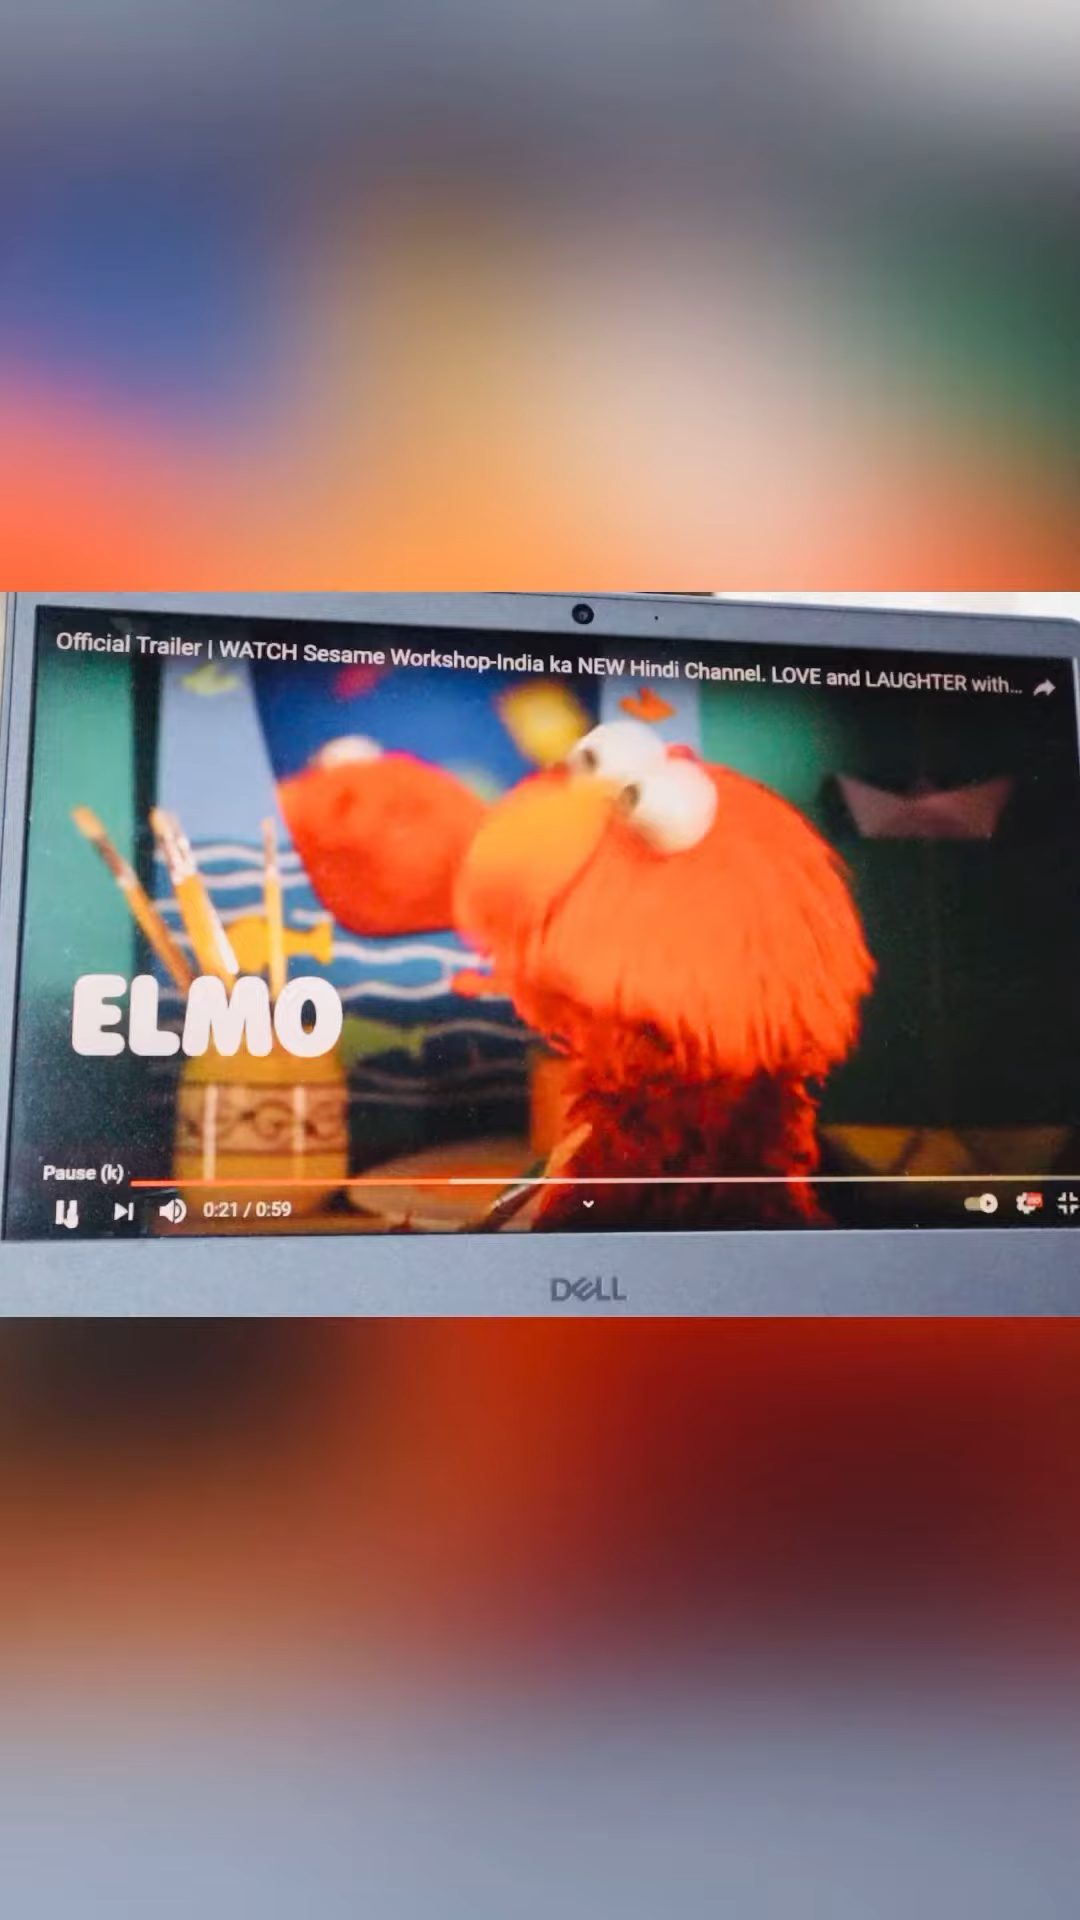 Official Trailer | WATCH Sesame Workshop-India ka NEW Hindi Channel. LOVE and LAUGHTER with...
ELMO
Pause (k)
0:21 / 0:59
DELL